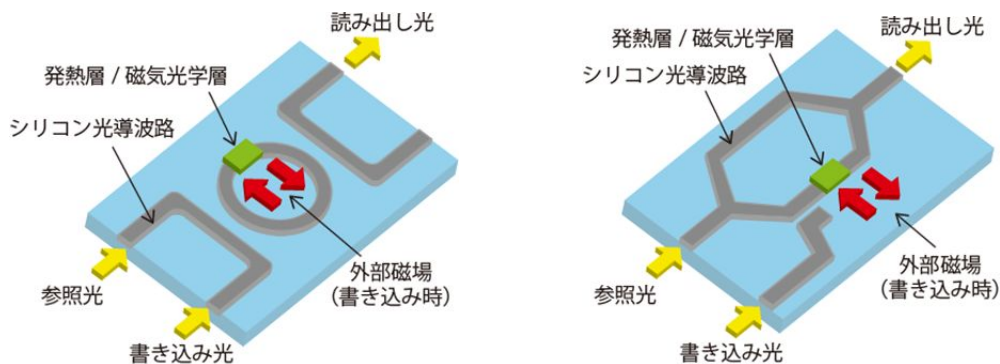 読み出し光
発熱層 / 磁気光学層
シリコン光導波路
外部磁場
(書き込み時)
参照光
書き込み光
読み出し光
発熱層 / 磁気光学層
シリコン光導波路
外部磁場
(書き込み時)
参照光
書き込み光